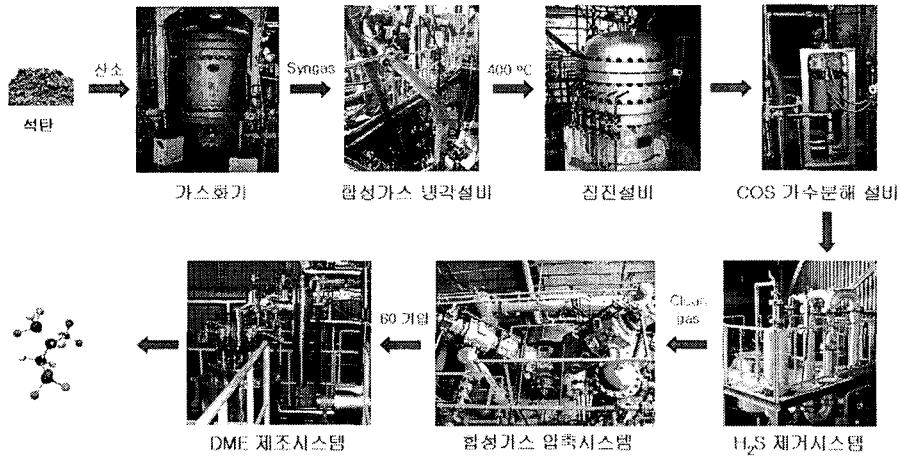 산소
Syngas
400 ºC
석탄
가스화기
합성가스 냉각설비
집진설비
COS 가수분해 설비
60 기압
Clean
gas
DME 제조시스템
합성가스 압축시스템
H₂S 제거시스템